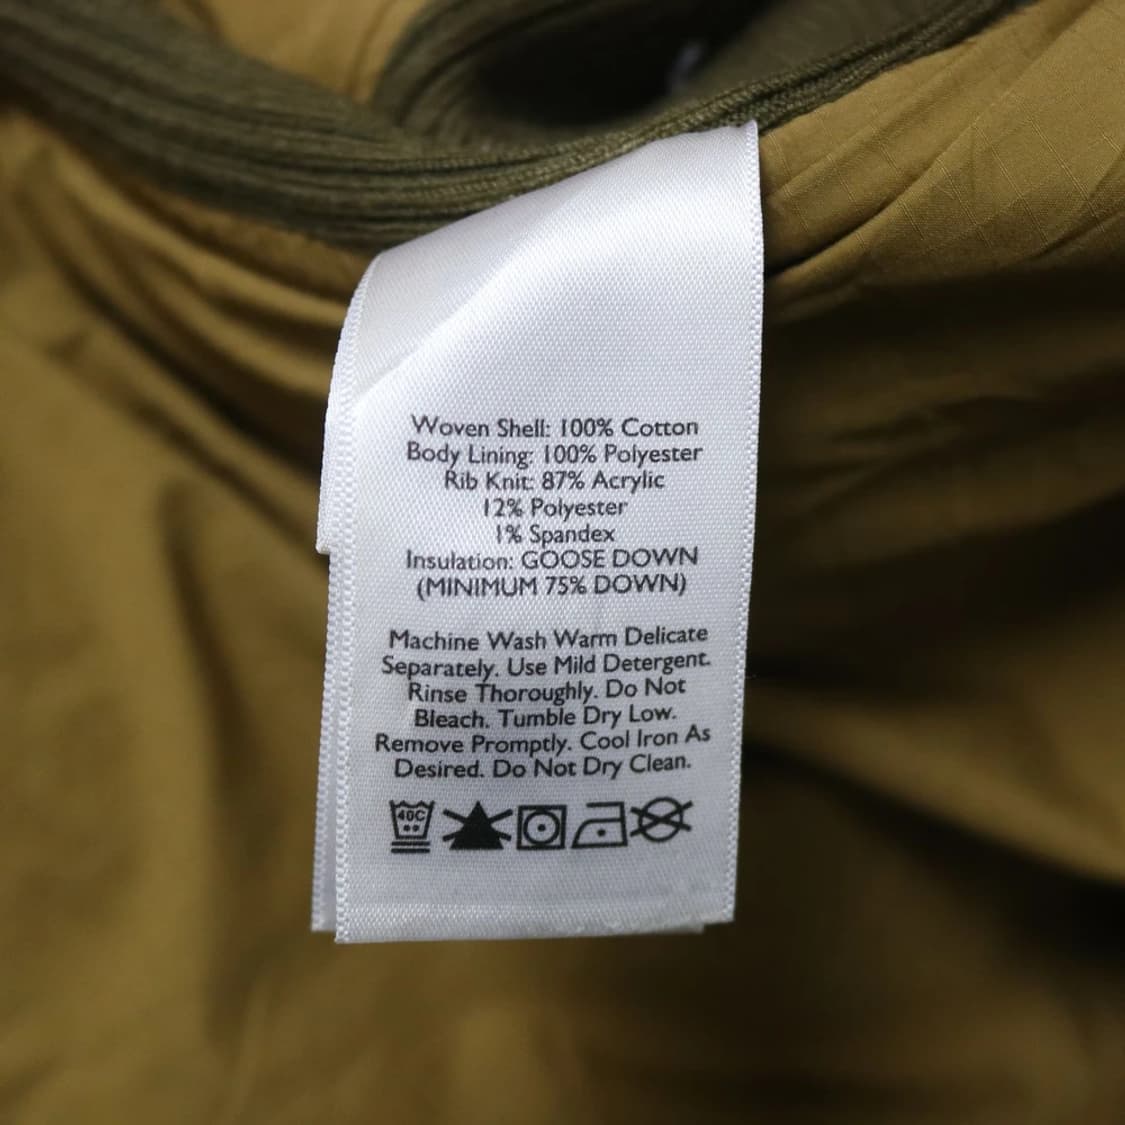 Woven Shell: 100% Cotton
Body Lining: 100% Polyester
Rib Knit: 87% Acrylic
12% Polyester
1% Spandex
Insulation: GOOSE DOWN
(MINIMUM 75% DOWN)
Machine Wash Warm Delicate
Separately. Use Mild Detergent.
Rinse Thoroughly. Do Not
Bleach. Tumble Dry Low.
Remove Promptly. Cool Iron As
Desired. Do Not Dry Clean.
40C